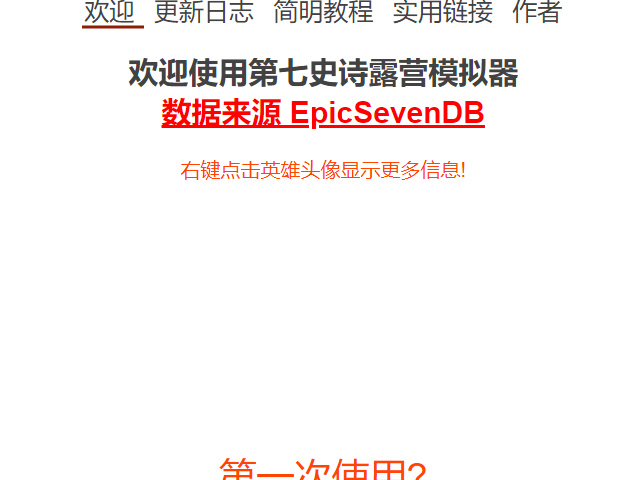 欢迎 更新日志 简明教程 实用链接 作者
欢迎使用第七史诗露营模拟器
数据来源 EpicSevenDB
右键点击英雄头像显示更多信息!
第一次使用?